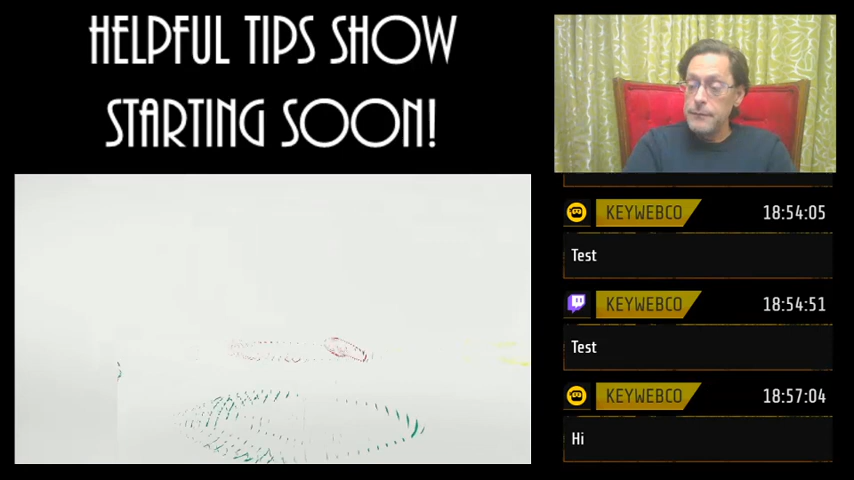 HELPFUL TIPS SHOW
STARTING SOON!
KEYWEBCO 18:54:05
Test
KEYWEBCO 18:54:51
Test
KEYWEBCO 18:57:04
Hi